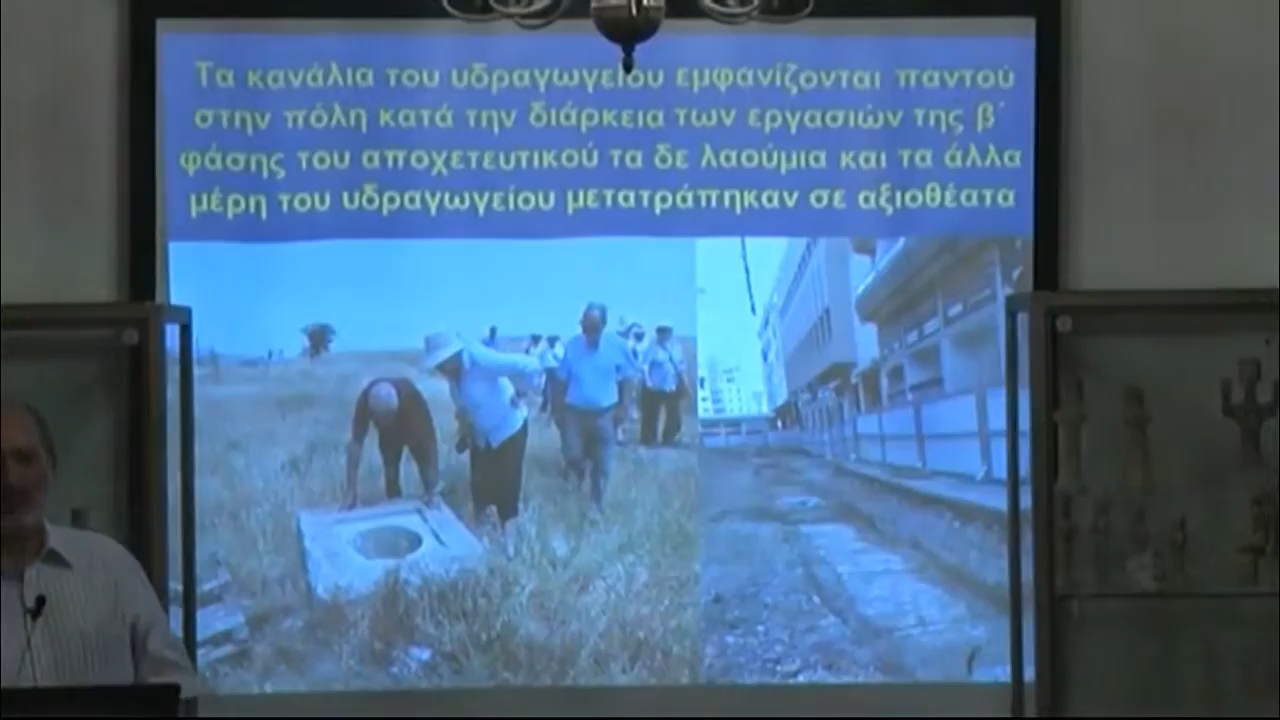 Τα κανάλια του υδραγωγείου εμφανίζονται παντού
στην πόλη κατά την διάρκεια των εργασιών της β΄
φάσης του αποχετευτικού τα δε λαούμια και τα άλλα
μέρη του υδραγωγείου μετατράπηκαν σε αξιοθέατα